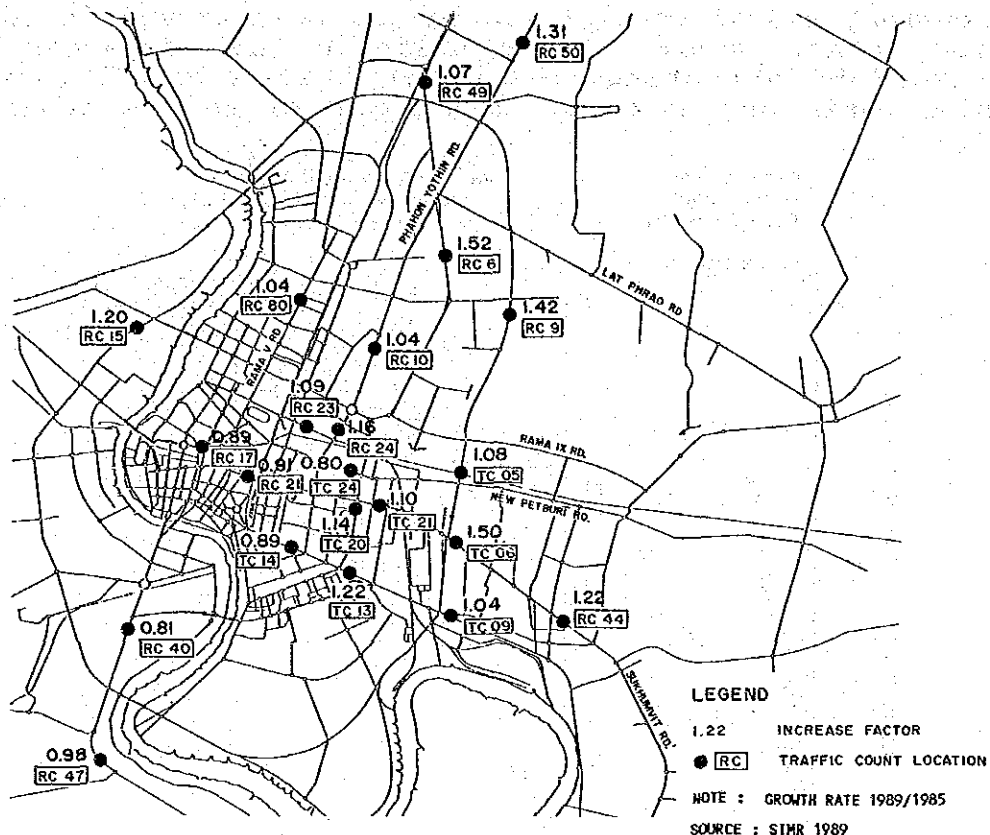 1.31
RC 50
1.07
RC 49
PHAHON YOTHIN RD.
1.52
RC 6
LAT PHRAO RD
1.04
RC 80
1.42
RC 9
1.20
RC 15
RAMA V RD
1.04
RC 10
1.09
RC 23
1.16
RC 24
RAMA IX RD.
0.89
RC 17
0.91
RC 21
0.80
TC 24
1.08
TC 05
NEW PETBURI RD.
1.10
TC 21
1.14
TC 20
1.50
TC 06
0.89
TC 14
1.22
TC 13
1.04
TC 09
1.22
RC 44
0.81
RC 40
SUKHUMVIT RD.
0.98
RC 47
LEGEND
1.22 INCREASE FACTOR
RC TRAFFIC COUNT LOCATION
NOTE : GROWTH RATE 1989/1985
SOURCE : SIMR 1989